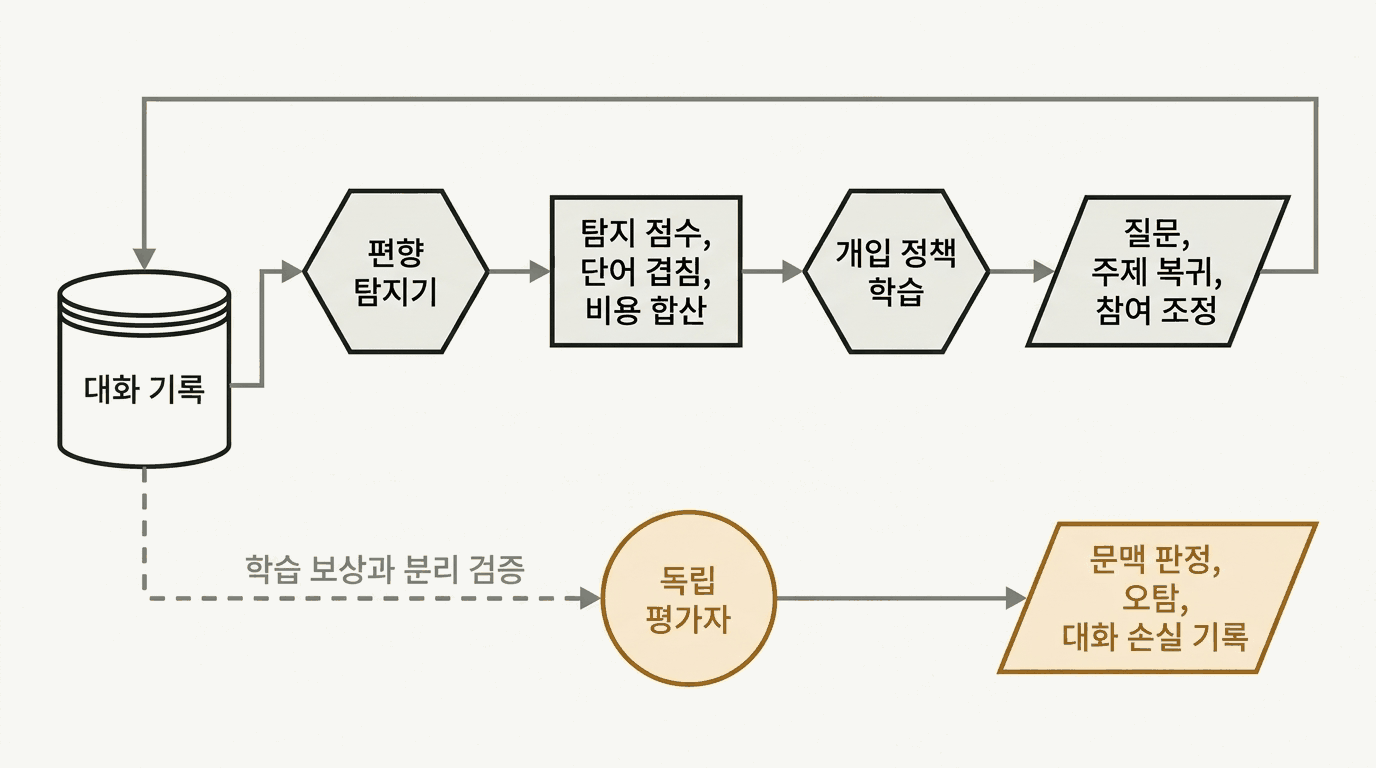 편향
탐지기
탐지 점수,
단어 겹침,
비용 합산
개입 정책
학습
질문,
주제 복귀,
참여 조정
대화 기록
학습 보상과 분리 검증
독립
평가자
문맥 판정,
오탐,
대화 손실 기록